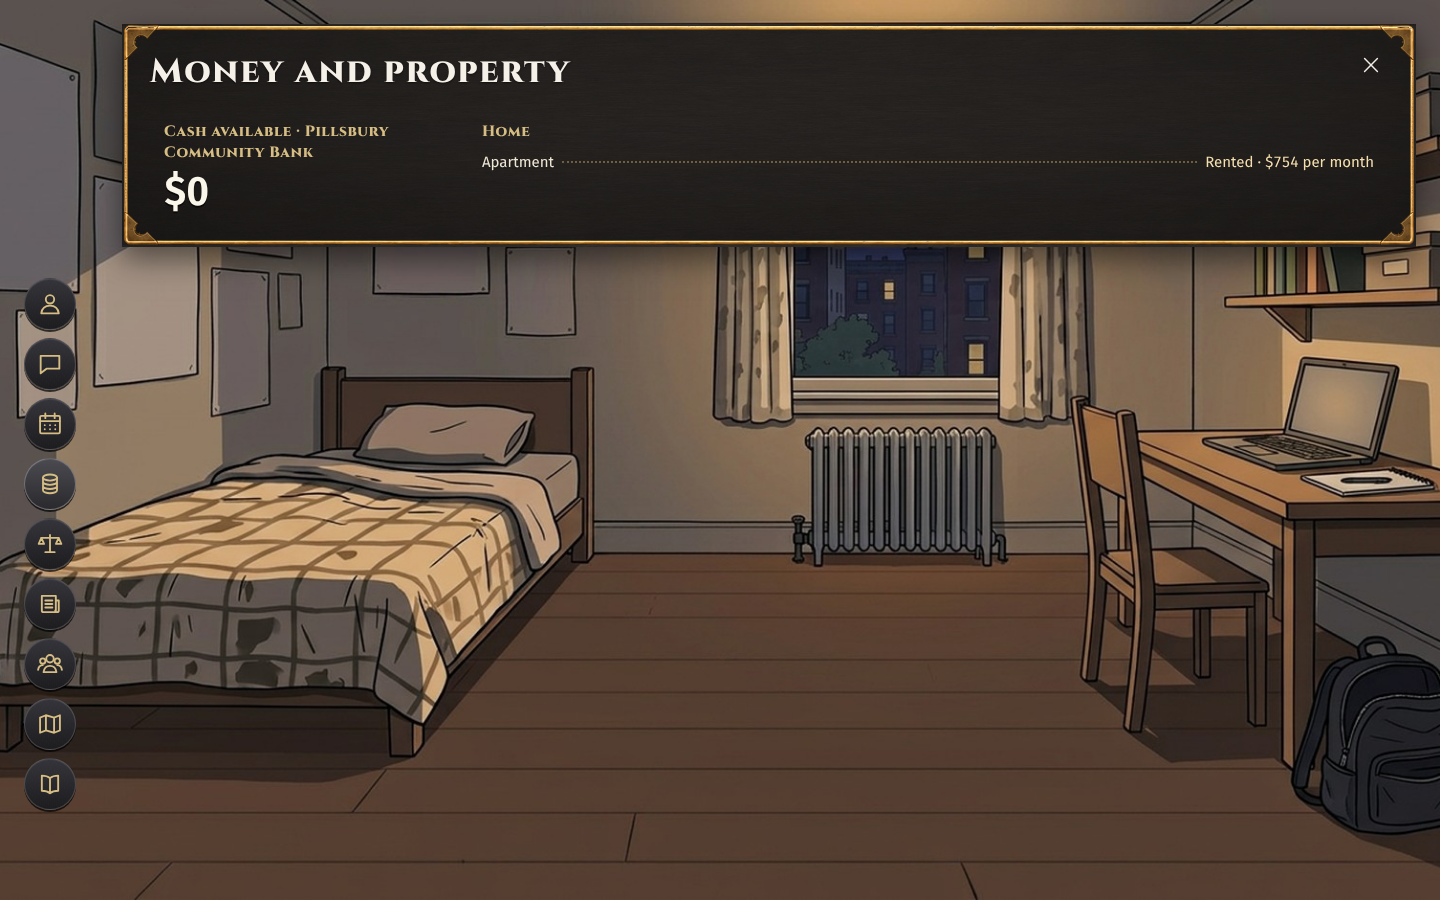 Money and property
Cash available · Pillsbury
Community Bank
$0
Home
Apartment
Rented · $754 per month